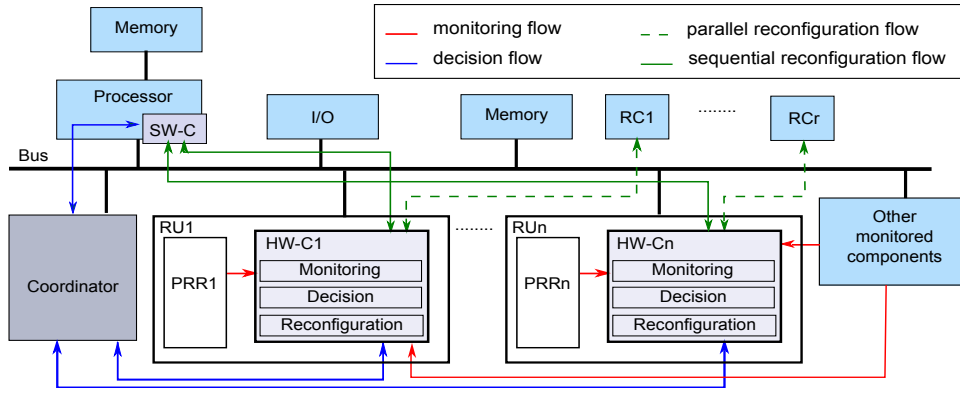 Memory
monitoring flow
decision flow
parallel reconfiguration flow
sequential reconfiguration flow
Processor
SW-C
I/O
Memory
RC1
........
RCr
Bus
Coordinator
RU1
PRR1
HW-C1
Monitoring
Decision
Reconfiguration
........
RUn
PRRn
HW-Cn
Monitoring
Decision
Reconfiguration
Other
monitored
components